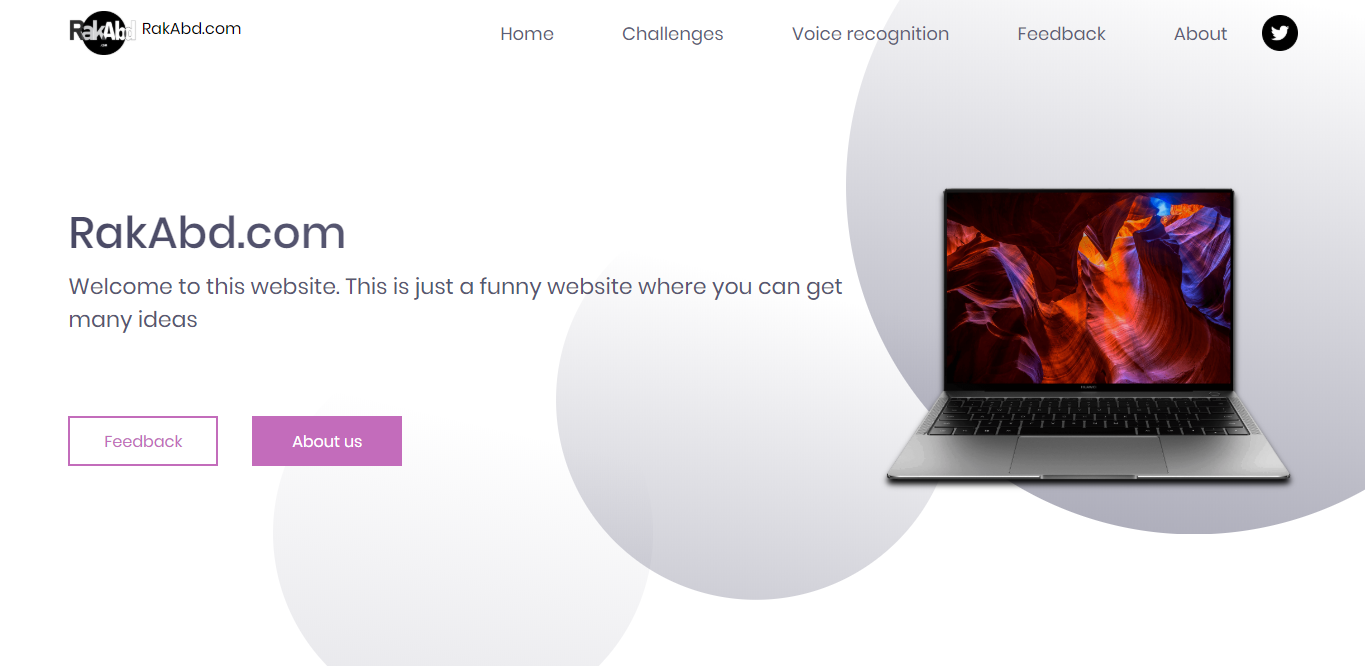 RakAbd
.com
RakAbd.com
Home
Challenges
Voice recognition
Feedback
About
RakAbd.com
Welcome to this website. This is just a funny website where you can get
many ideas
Feedback
About us